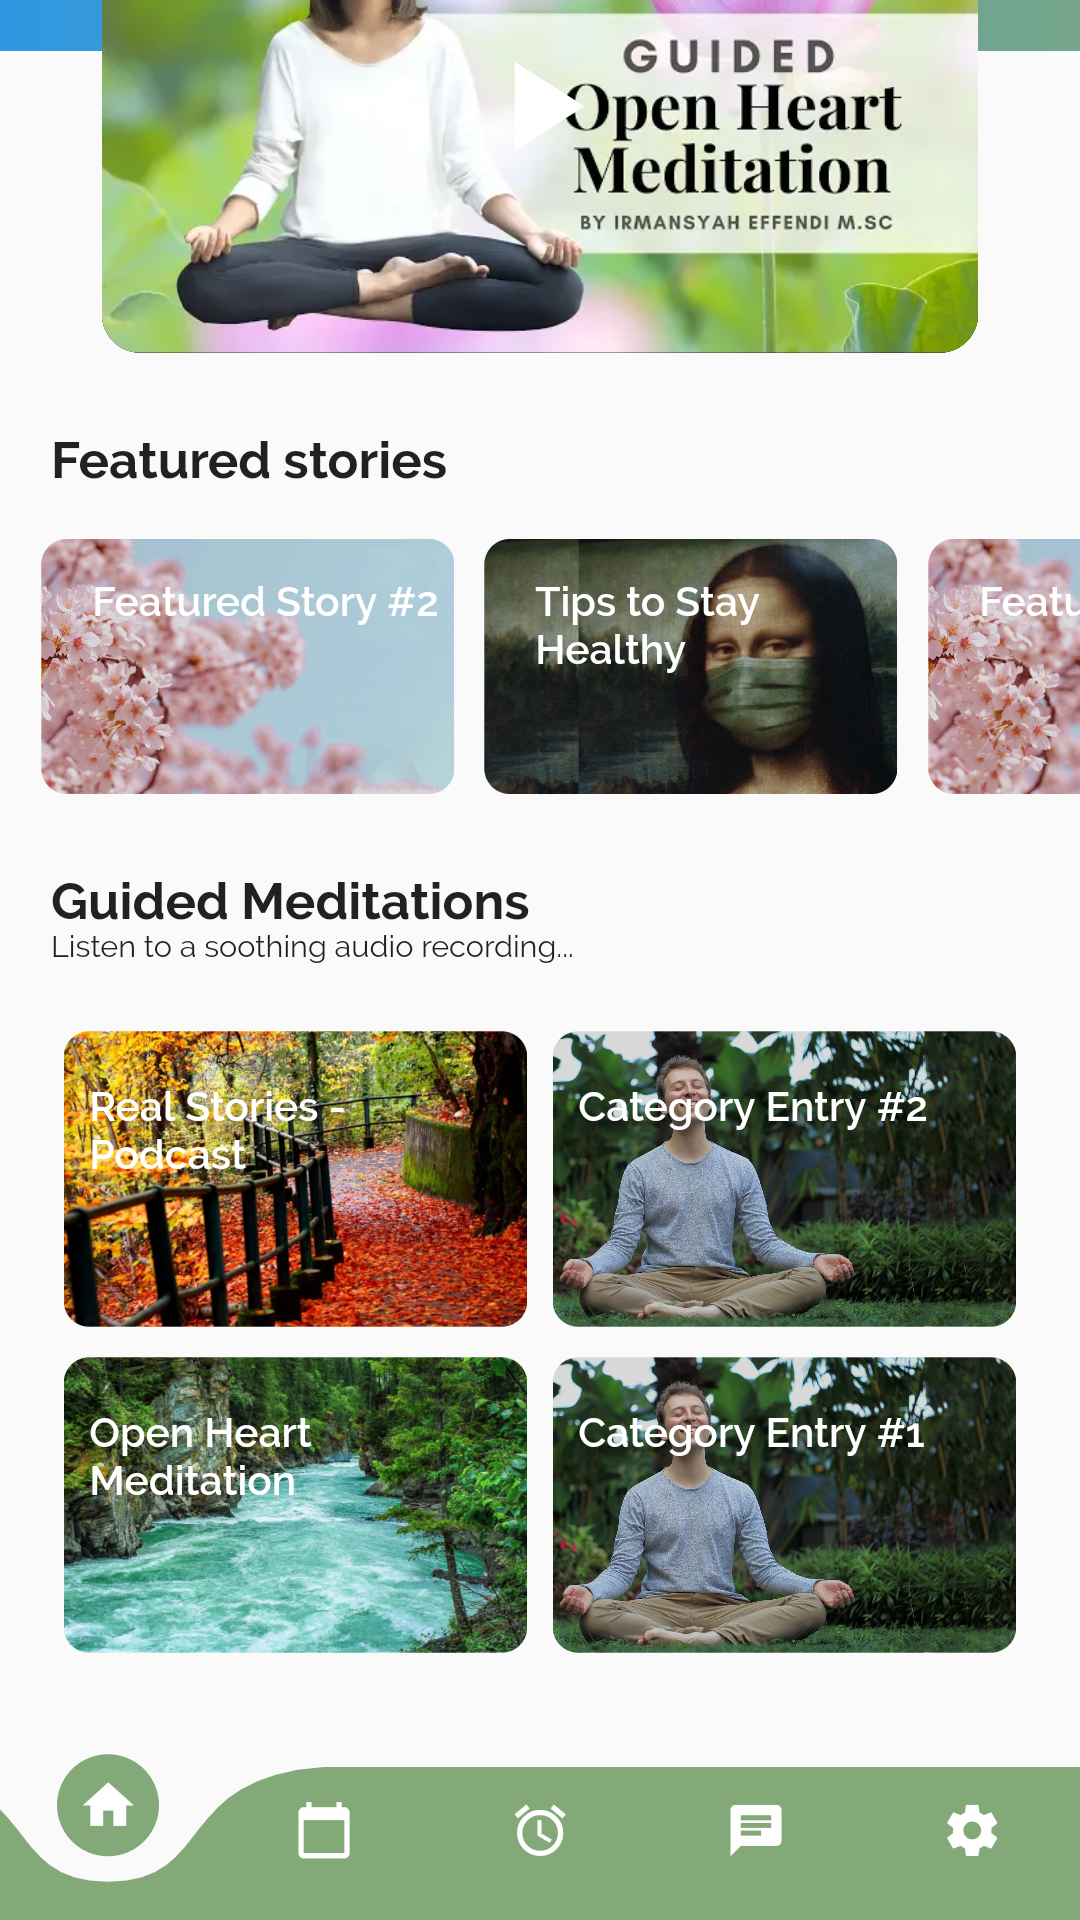 GUIDED
Open Heart
Meditation
BY IRMANSYAH EFFENDI M.SC
Featured stories
Featured Story #2
Tips to Stay
Healthy
Featu
Guided Meditations
Listen to a soothing audio recording...
Real Stories -
Podcast
Category Entry #2
Open Heart
Meditation
Category Entry #1